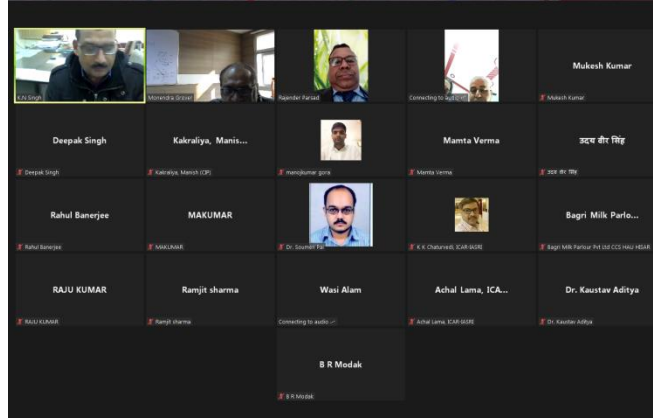 K.N Singh
Monendra Grover
Rajender Parsad
Connecting to audio
Mukesh Kumar
Mukesh Kumar
Deepak Singh
Kakraliya, Manis...
Mamta Verma
उदय वीर सिंह
Deepak Singh
Kakraliya, Manish (CIP)
manojkumar gora
Mamta Verma
उदय वीर सिंह
Rahul Banerjee
MAKUMAR
Bagri Milk Parlo...
Rahul Banerjee
MAKUMAR
Dr. Soumen Pal
K K Chaturvedi, ICAR-IASRI
Bagri Milk Parlour Pvt Ltd CCS HAU HISAR
RAJU KUMAR
Ramjit sharma
Wasi Alam
Achal Lama, ICA...
Dr. Kaustav Aditya
RAJU KUMAR
Ramjit sharma
Connecting to audio
Achal Lama, ICAR-IASRI
Dr. Kaustav Aditya
B R Modak
B R Modak